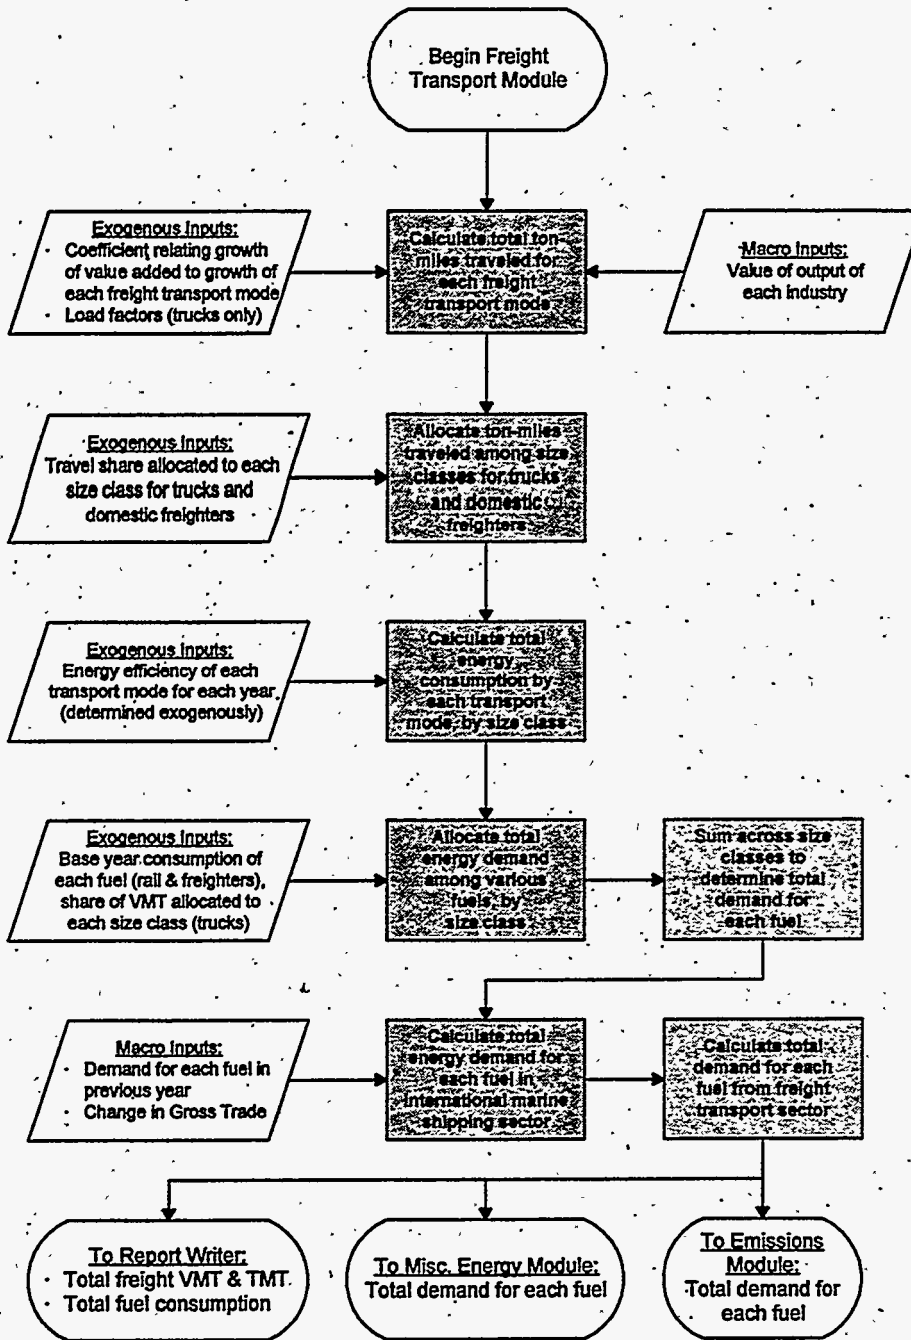 Begin Freight
Transport Module
Exogenous Inputs:
· Coefficient relating growth
of value added to growth of
each freight transport mode
· Load factors (trucks only)
Calculate total ton-
miles traveled for
each freight
transport mode
Macro Inputs:
Value of output of
each industry
Exogenous Inputs:
Travel share allocated to each
size class for trucks and
domestic freighters
Allocate ton-miles
traveled among size
classes for trucks
and domestic
freighters
Exogenous Inputs:
Energy efficiency of each
transport mode for each year
(determined exogenously)
Calculate total
energy
consumption by
each transport
mode, by size class
Exogenous Inputs:
Base year consumption of
each fuel (rail & freighters),
share of VMT allocated to
each size class (trucks)
Allocate total
energy demand
among various
fuels, by
size class
Sum across size
classes to
determine total
demand for
each fuel
Macro Inputs:
· Demand for each fuel in
previous year
· Change in Gross Trade
Calculate total
energy demand for
each fuel in
international marine
shipping sector
Calculate total
demand for each
fuel from freight
transport sector
To Report Writer:
· Total freight VMT & TMT
· Total fuel consumption
To Misc. Energy Module:
Total demand for each fuel
To Emissions
Module:
Total demand for
each fuel